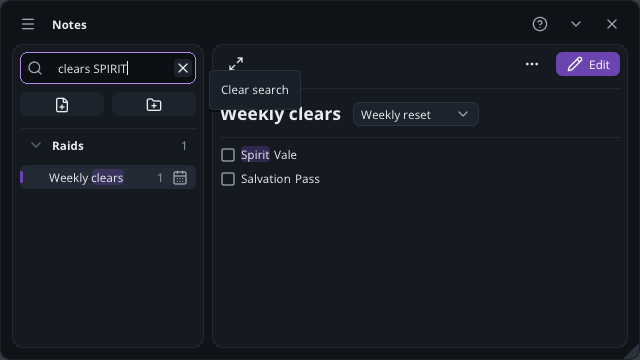 Notes
clears SPIRIT
Clear search
Edit
Raids 1
Weekly clears 1
Weekly clears
Weekly reset
Spirit Vale
Salvation Pass